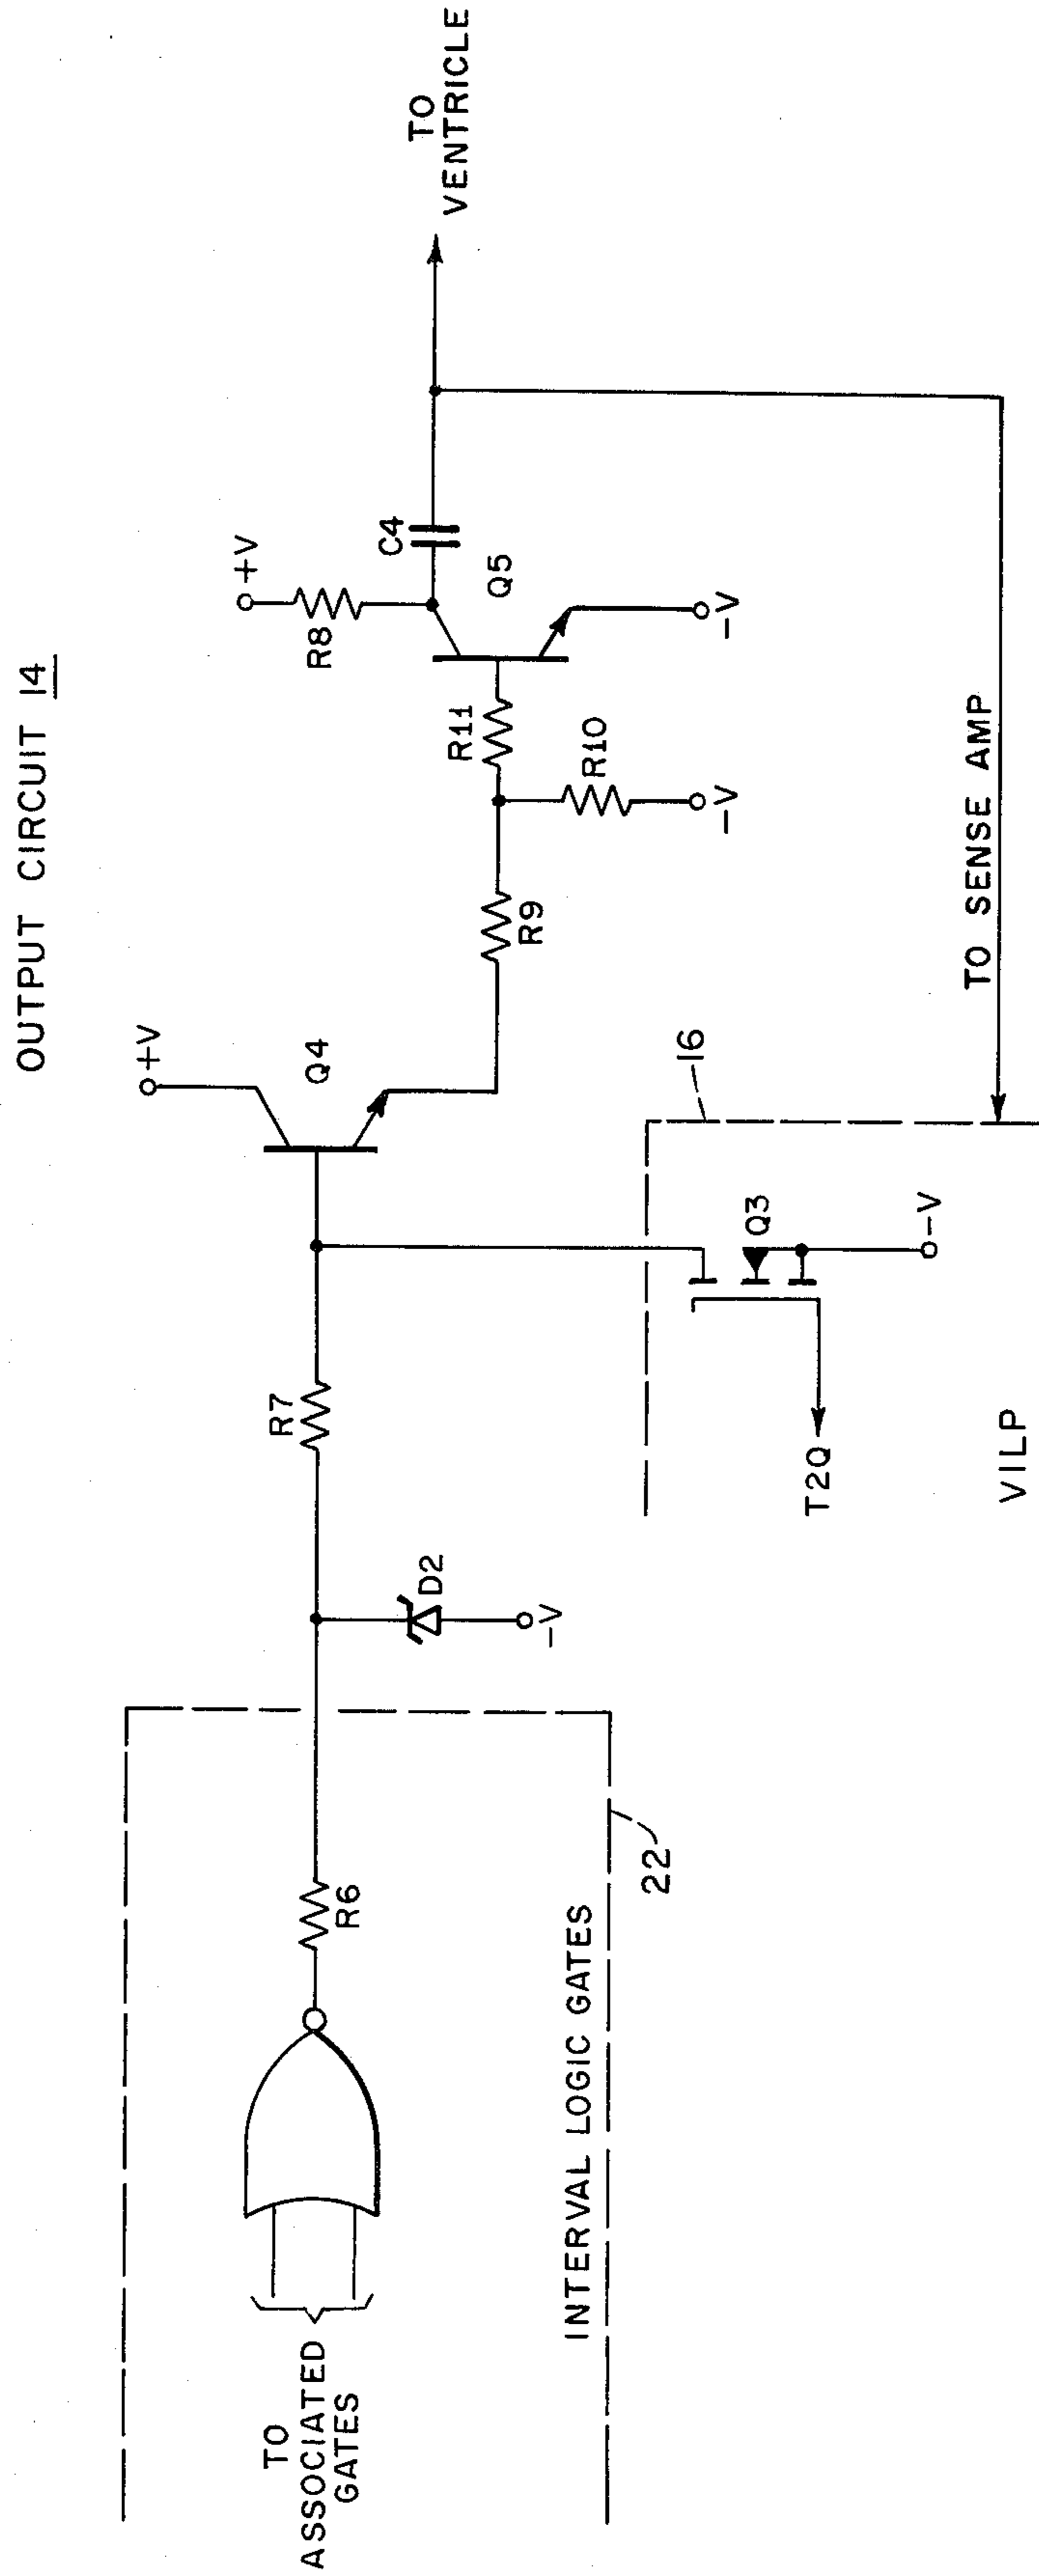 OUTPUT CIRCUIT 14
TO
ASSOCIATED
GATES
R6
INTERVAL LOGIC GATES
22
D2
-V
R7
+V
Q4
16
T2Q
Q3
-V
VILP
R9
R10
-V
R11
+V
R8
C4
Q5
-V
TO
VENTRICLE
TO SENSE AMP